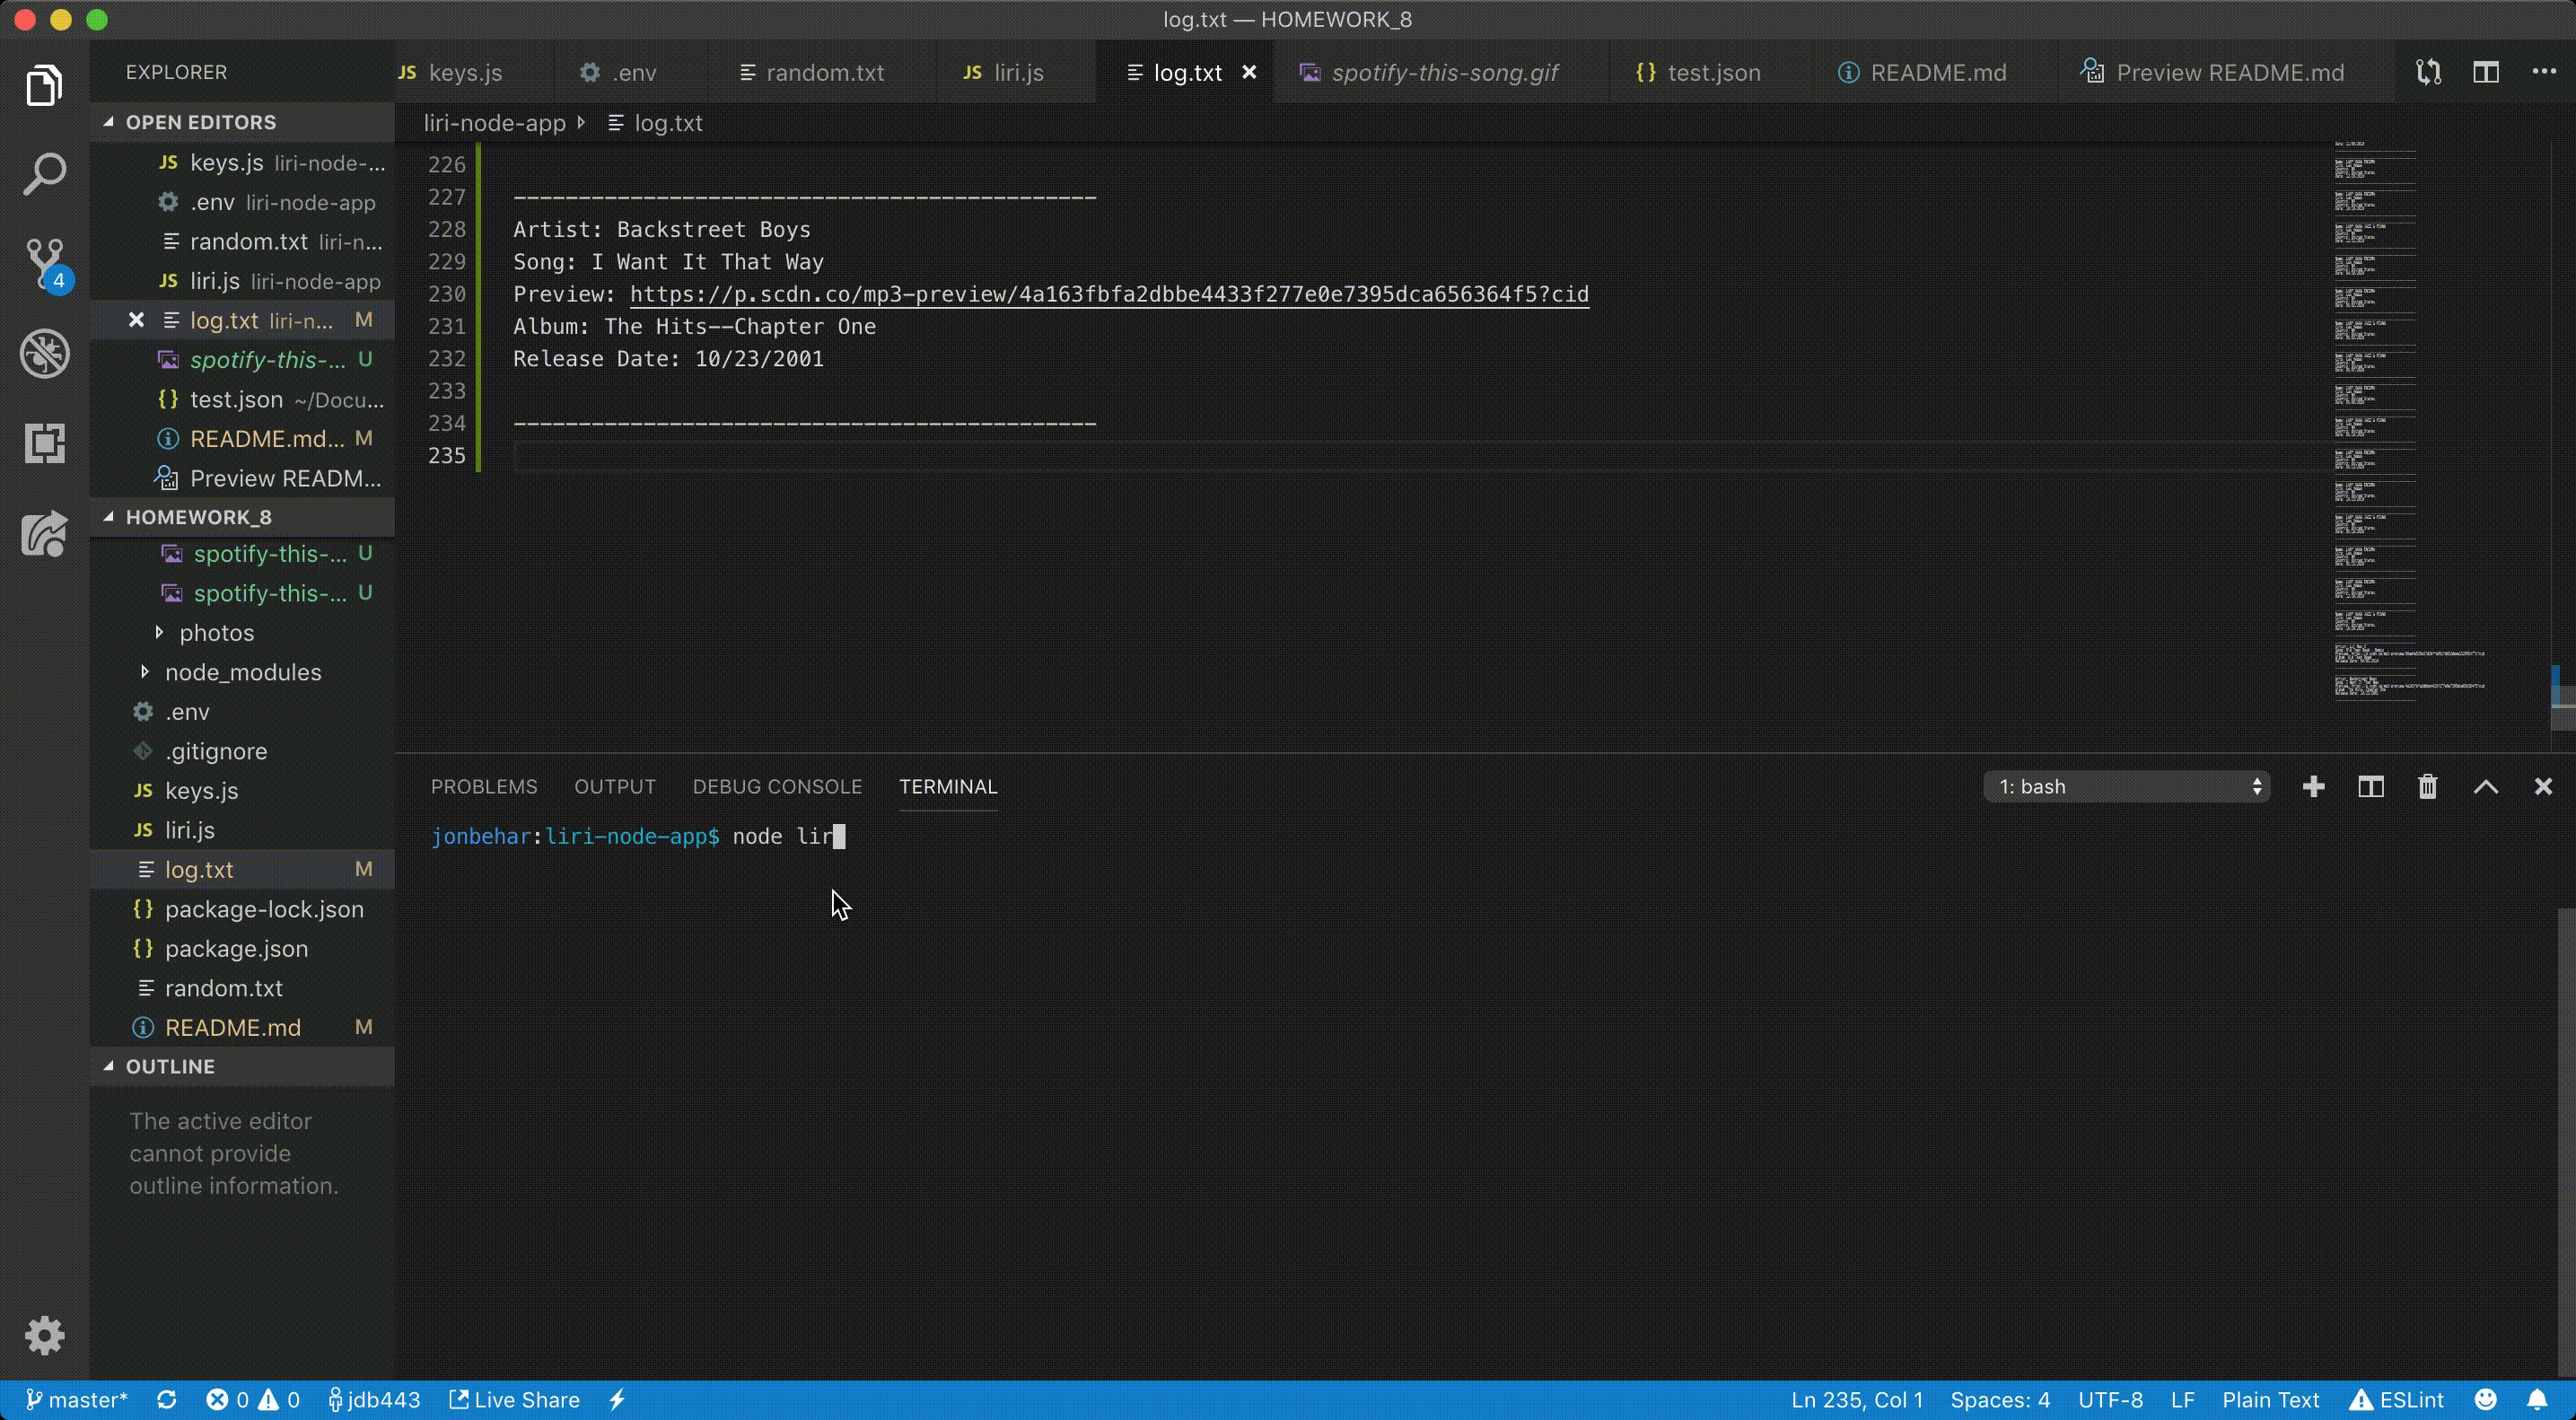 log.txt — HOMEWORK_8
EXPLORER
JS keys.js
.env
random.txt
JS liri.js
log.txt
spotify-this-song.gif
{} test.json
README.md
Preview README.md
OPEN EDITORS
JS keys.js liri-node-...
.env liri-node-app
random.txt liri-n...
JS liri.js liri-node-app
log.txt liri-n... M
spotify-this-... U
{} test.json ~/Docu...
README.md... M
Preview READM...
4
HOMEWORK_8
spotify-this-... U
spotify-this-... U
photos
node_modules
.env
.gitignore
JS keys.js
JS liri.js
log.txt M
{} package-lock.json
{} package.json
random.txt
README.md M
OUTLINE
The active editor
cannot provide
outline information.
liri-node-app log.txt
226
227 ---------------------------------------------
228 Artist: Backstreet Boys
229 Song: I Want It That Way
230 Preview: https://p.scdn.co/mp3-preview/4a163fbfa2dbbe4433f277e0e7395dca656364f5?cid
231 Album: The Hits--Chapter One
232 Release Date: 10/23/2001
233
234 ---------------------------------------------
235
PROBLEMS OUTPUT DEBUG CONSOLE TERMINAL
1: bash
jonbehar:liri-node-app$ node lir
master* 0 0 jdb443 Live Share Ln 235, Col 1 Spaces: 4 UTF-8 LF Plain Text ESLint